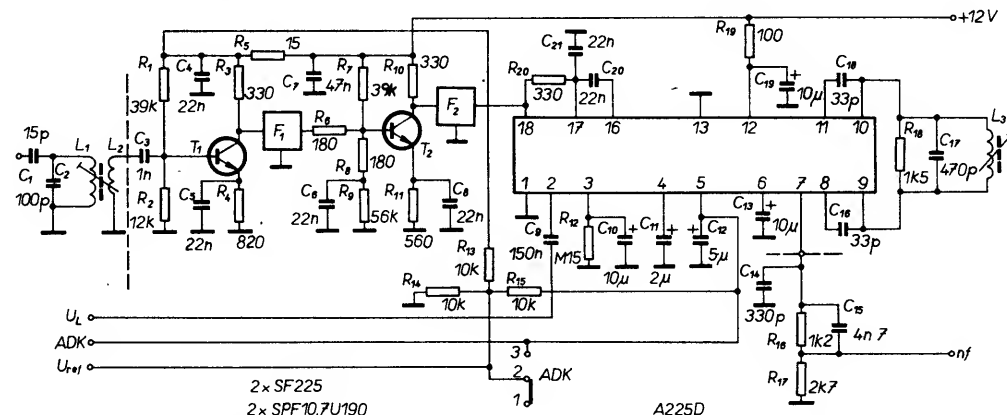 +12V
R5
15
R19
100
C21
22n
R1
39k
C4
22n
R3
330
C7
47n
R7
39k
R10
330
R20
330
C20
22n
C19
+
10µ
C18
33p
18
17
16
13
12
11
10
F1
R6
180
F2
15p
C1
L1
C2
100p
L2
C3
1n
T1
T2
R8
180
R18
1k5
C17
470p
L3
R2
12k
C5
22n
R4
820
C6
22n
R9
56k
R11
560
C8
22n
1
2
3
4
5
6
7
8
9
C9
150n
R12
M15
C10
+
10µ
C11
+
2µ
+
C12
5µ
C13
+
10µ
C16
33p
R13
10k
R14
10k
R15
10k
C14
330p
R16
1k2
C15
4n7
R17
2k7
UL
ADK
Uref
nf
3
2
1
ADK
2 x SF225
2 x SPF10,7U190
A225D